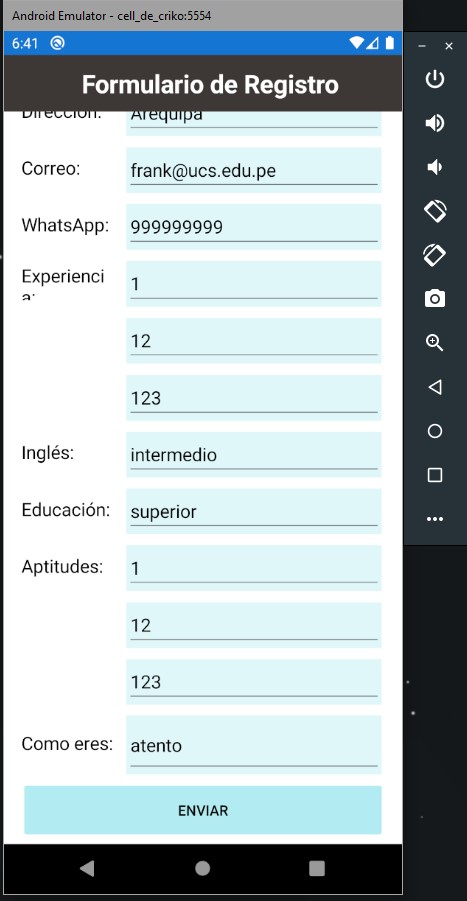 Android Emulator - cell_de_criko:5554
6:41
Formulario de Registro
Dirección: Arequipa
Correo: frank@ucs.edu.pe
WhatsApp: 999999999
Experienci
a: 1
12
123
Inglés: intermedio
Educación: superior
Aptitudes: 1
12
123
Como eres: atento
ENVIAR